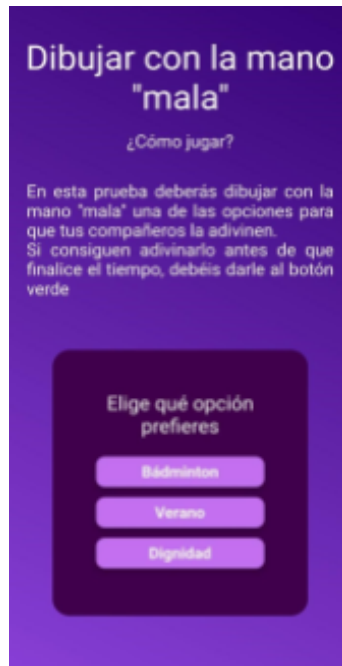 Dibujar con la mano
"mala"
¿Cómo jugar?
En esta prueba deberás dibujar con la
mano "mala" una de las opciones para
que tus compañeros la adivinen.
Si consiguen adivinarlo antes de que
finalice el tiempo, debéis darle al botón
verde
Elige qué opción
prefieres
Bádminton
Verano
Dignidad